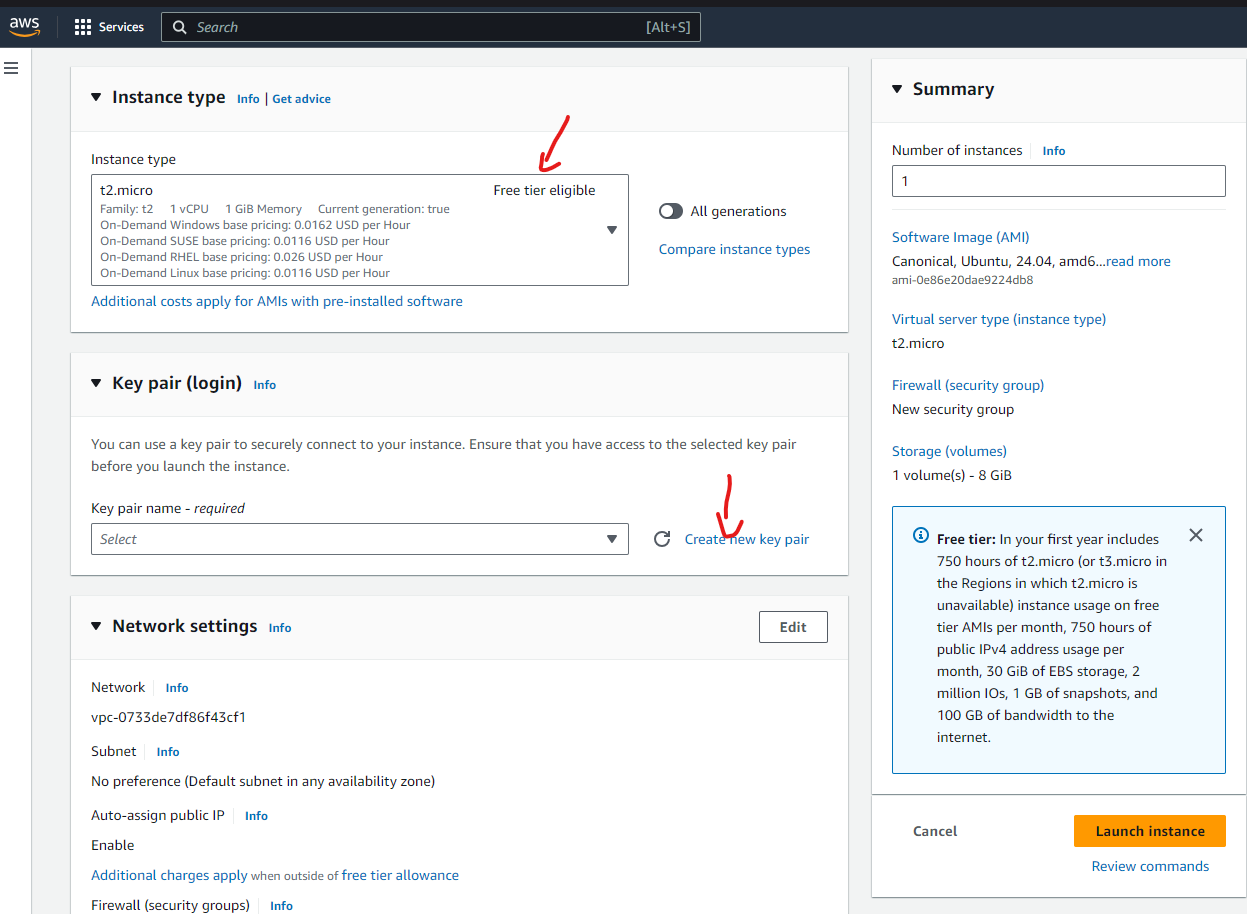 aws
Services
Search
[Alt+S]
Instance type
Info | Get advice
Instance type
t2.micro
Free tier eligible
Family: t2 1 vCPU 1 GiB Memory Current generation: true
On-Demand Windows base pricing: 0.0162 USD per Hour
On-Demand SUSE base pricing: 0.0116 USD per Hour
On-Demand RHEL base pricing: 0.026 USD per Hour
On-Demand Linux base pricing: 0.0116 USD per Hour
All generations
Compare instance types
Additional costs apply for AMIs with pre-installed software
Key pair (login)
Info
You can use a key pair to securely connect to your instance. Ensure that you have access to the selected key pair
before you launch the instance.
Key pair name - required
Select
Create new key pair
Network settings
Info
Edit
Network
Info
vpc-0733de7df86f43cf1
Subnet
Info
No preference (Default subnet in any availability zone)
Auto-assign public IP
Info
Enable
Additional charges apply when outside of free tier allowance
Firewall (security groups)
Info
Summary
Number of instances
Info
1
Software Image (AMI)
Canonical, Ubuntu, 24.04, amd6...read more
ami-0e86e20dae9224db8
Virtual server type (instance type)
t2.micro
Firewall (security group)
New security group
Storage (volumes)
1 volume(s) - 8 GiB
Free tier: In your first year includes
750 hours of t2.micro (or t3.micro in
the Regions in which t2.micro is
unavailable) instance usage on free
tier AMIs per month, 750 hours of
public IPv4 address usage per
month, 30 GiB of EBS storage, 2
million IOs, 1 GB of snapshots, and
100 GB of bandwidth to the
internet.
Cancel
Launch instance
Review commands